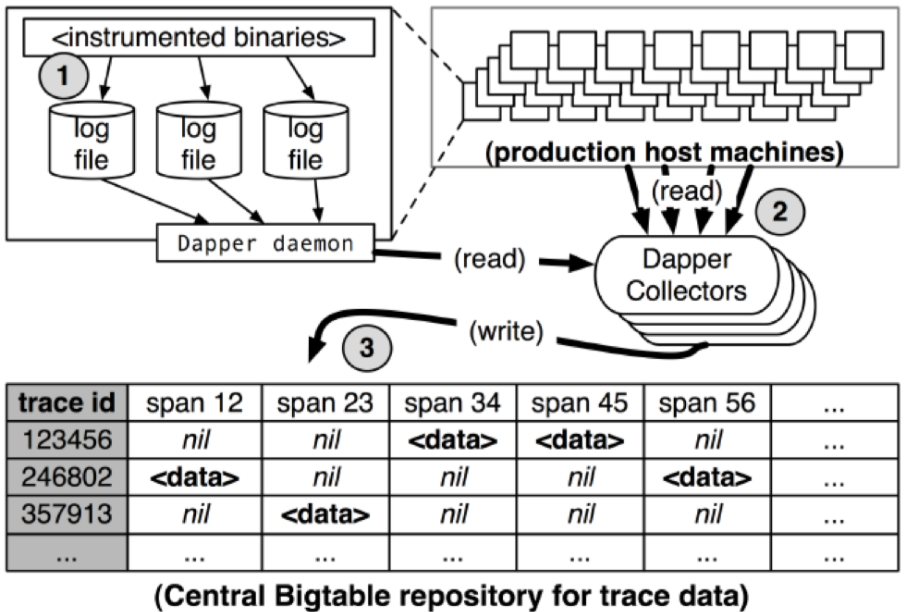 <instrumented binaries>
1
log
file
log
file
log
file
Dapper daemon
(production host machines)
(read)
2
(read)
Dapper
Collectors
(write)
3
trace id span 12 span 23 span 34 span 45 span 56 ...
123456 nil nil <data> <data> nil ...
246802 <data> nil nil nil <data> ...
357913 nil <data> nil nil nil ...
... ... ... ... ... ... ...
(Central Bigtable repository for trace data)